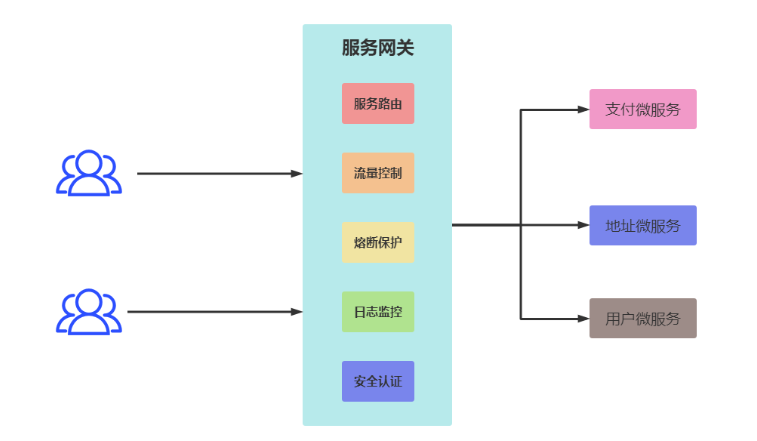 服务网关
服务路由
流量控制
熔断保护
日志监控
安全认证
支付微服务
地址微服务
用户微服务